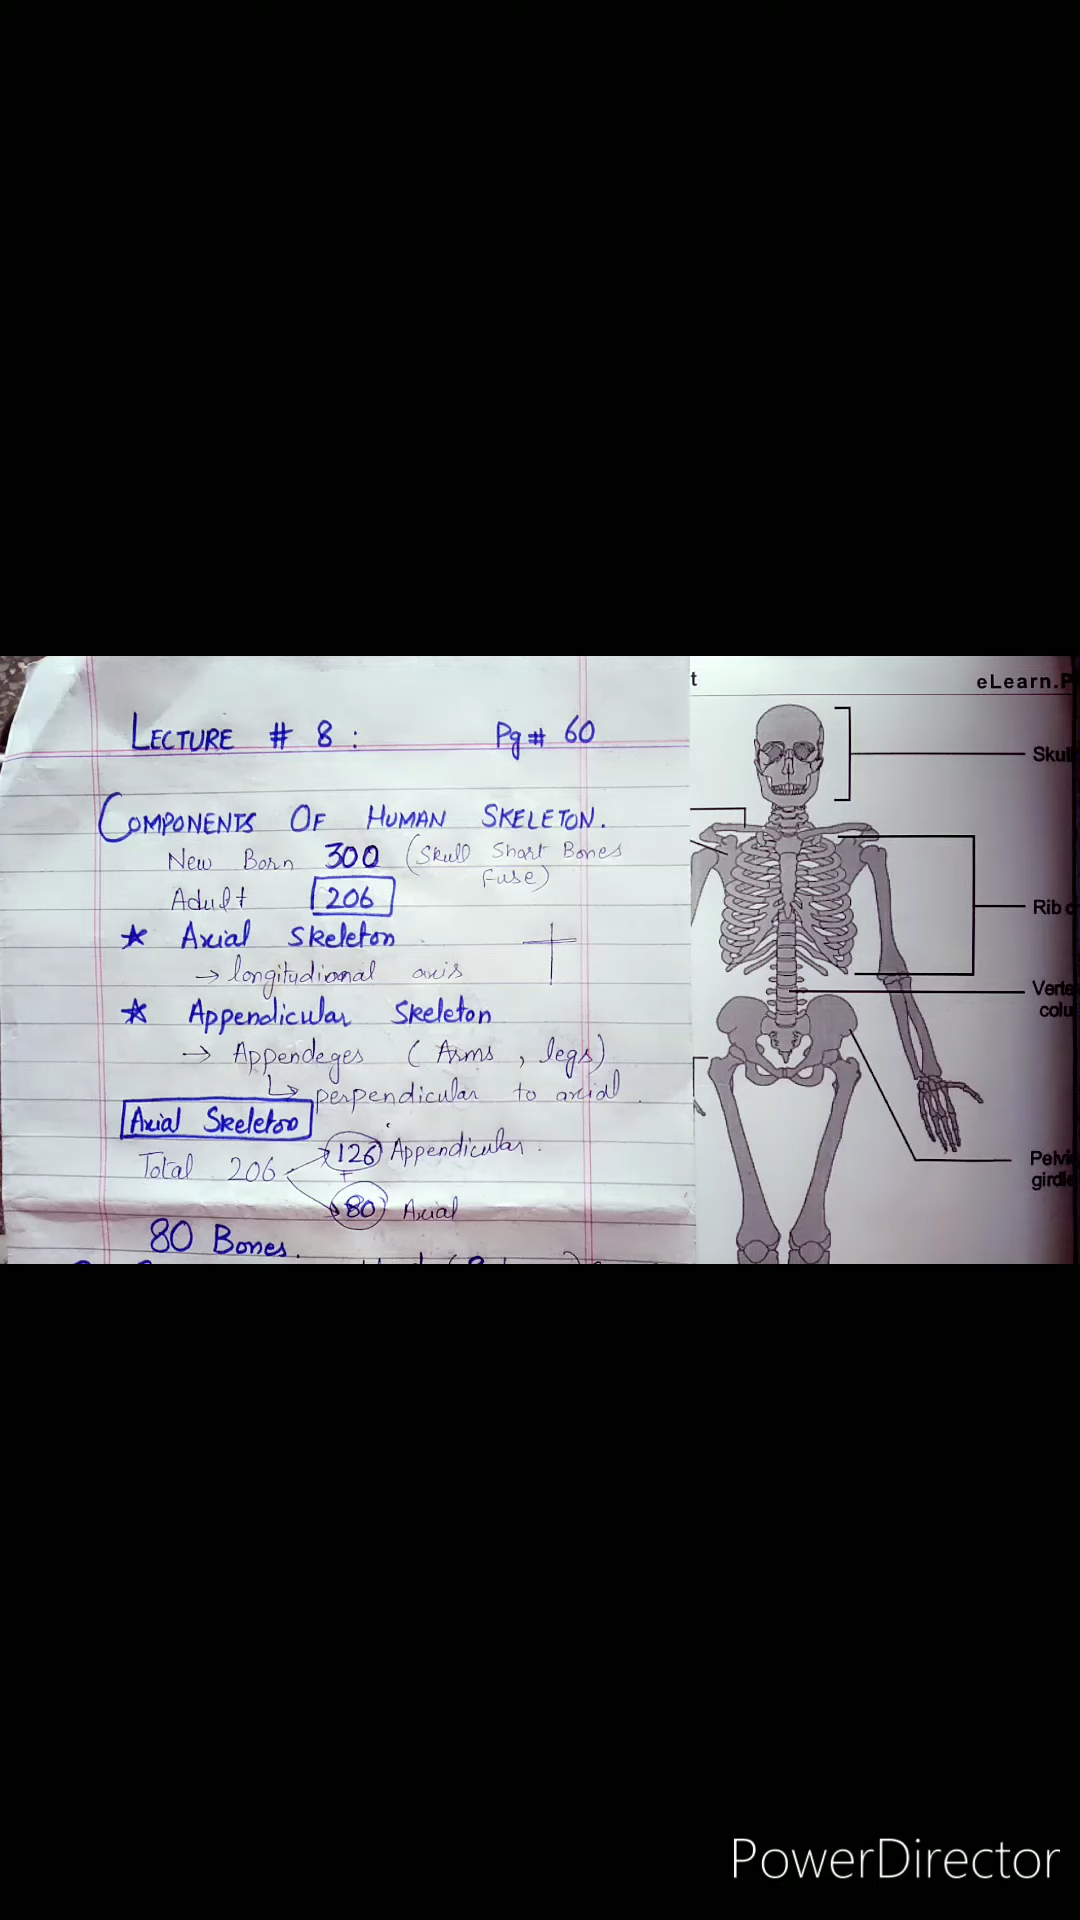 LECTURE # 8 : Pg # 60
COMPONENTS OF HUMAN SKELETON.
New Born 300 (Skull Short Bones
fuse)
Adult 206
★ Axial Skeleton
→ longitudional axis
★ Appendicular Skeleton
→ Appendeges ( Arms , legs)
↳ perpendicular to axial.
Axial Skeleton
Total 206 126 Appendicular.
+
80 Axial
80 Bones.
t eLearn.P
Skul
Rib c
Verte
colu
Pelvi
girdle
PowerDirector